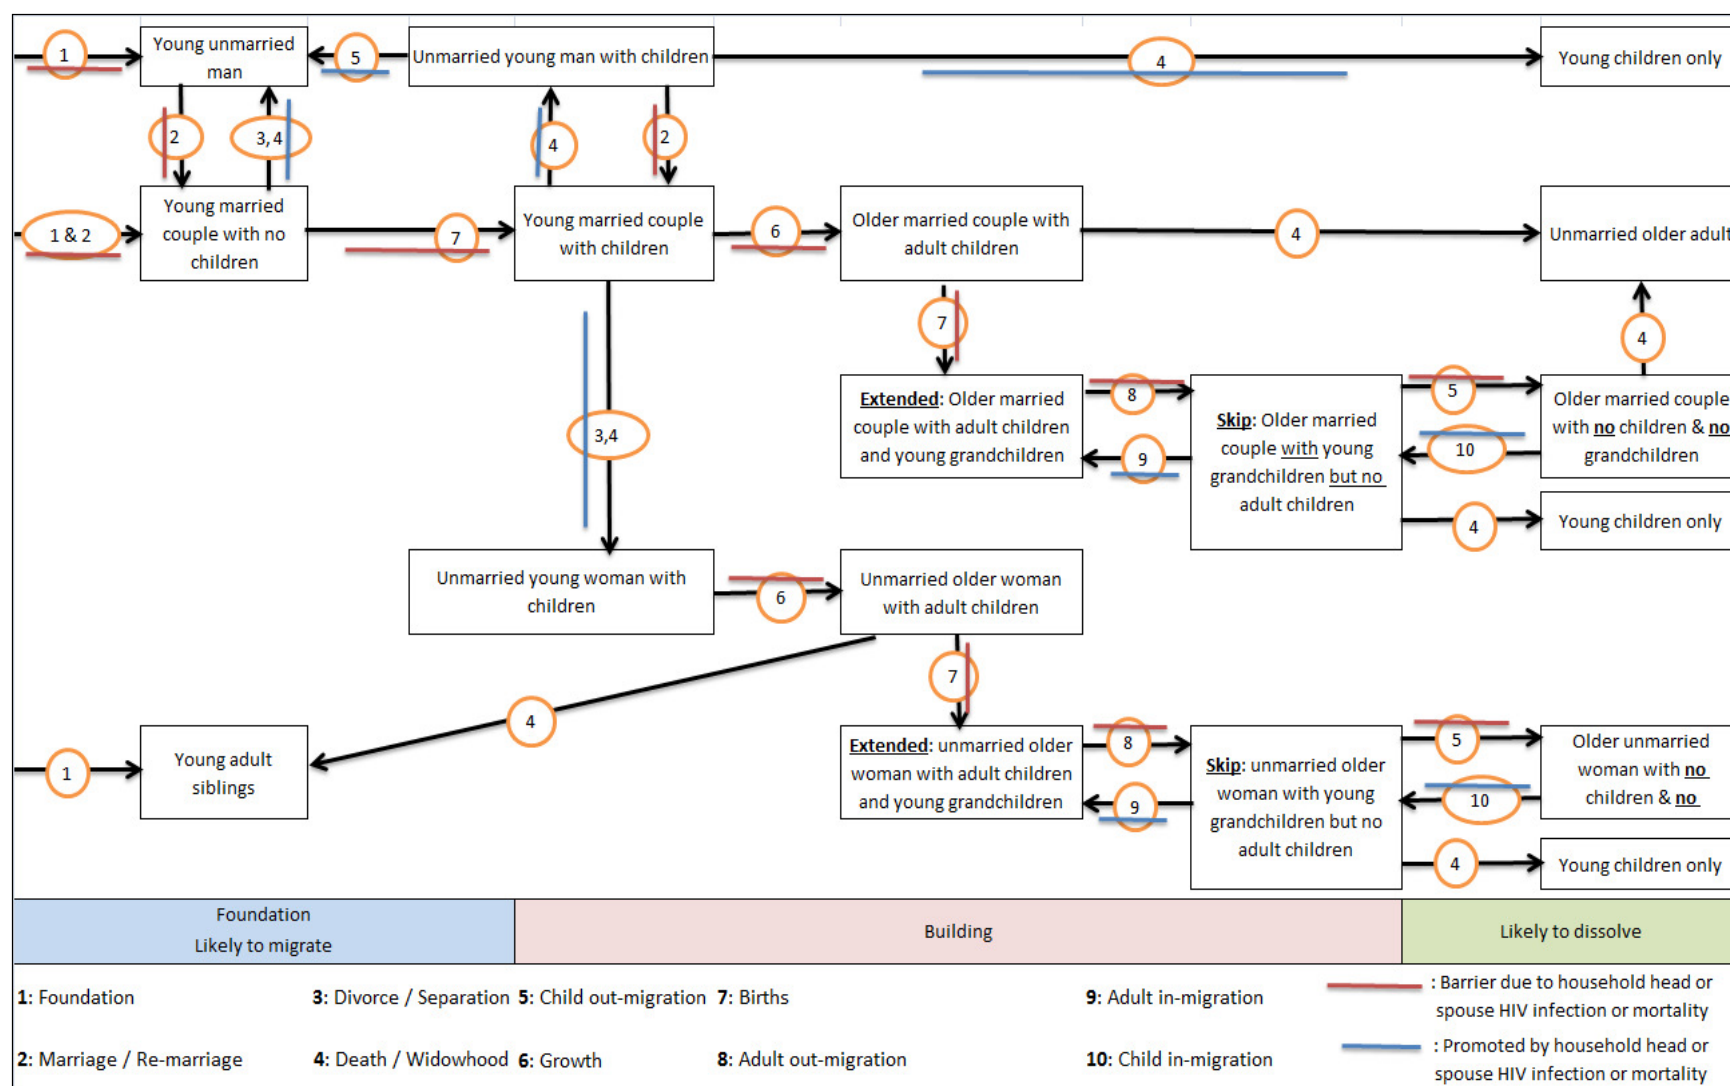 1
Young unmarried
man
5
Unmarried young man with children
4
Young children only
2
3, 4
4
2
1 & 2
Young married
couple with no
children
7
Young married couple
with children
6
Older married couple with
adult children
4
Unmarried older adult
7
4
3,4
Extended: Older married
couple with adult children
and young grandchildren
8
9
Skip: Older married
couple with young
grandchildren but no
adult children
5
10
Older married couple
with no children & no
grandchildren
4
Young children only
Unmarried young woman with
children
6
Unmarried older woman
with adult children
7
4
1
Young adult
siblings
Extended: unmarried older
woman with adult children
and young grandchildren
8
9
Skip: unmarried older
woman with young
grandchildren but no
adult children
5
10
Older unmarried
woman with no
children & no
4
Young children only
Foundation
Likely to migrate
Building
Likely to dissolve
1: Foundation
3: Divorce / Separation
5: Child out-migration
7: Births
9: Adult in-migration
: Barrier due to household head or
spouse HIV infection or mortality
2: Marriage / Re-marriage
4: Death / Widowhood
6: Growth
8: Adult out-migration
10: Child in-migration
: Promoted by household head or
spouse HIV infection or mortality